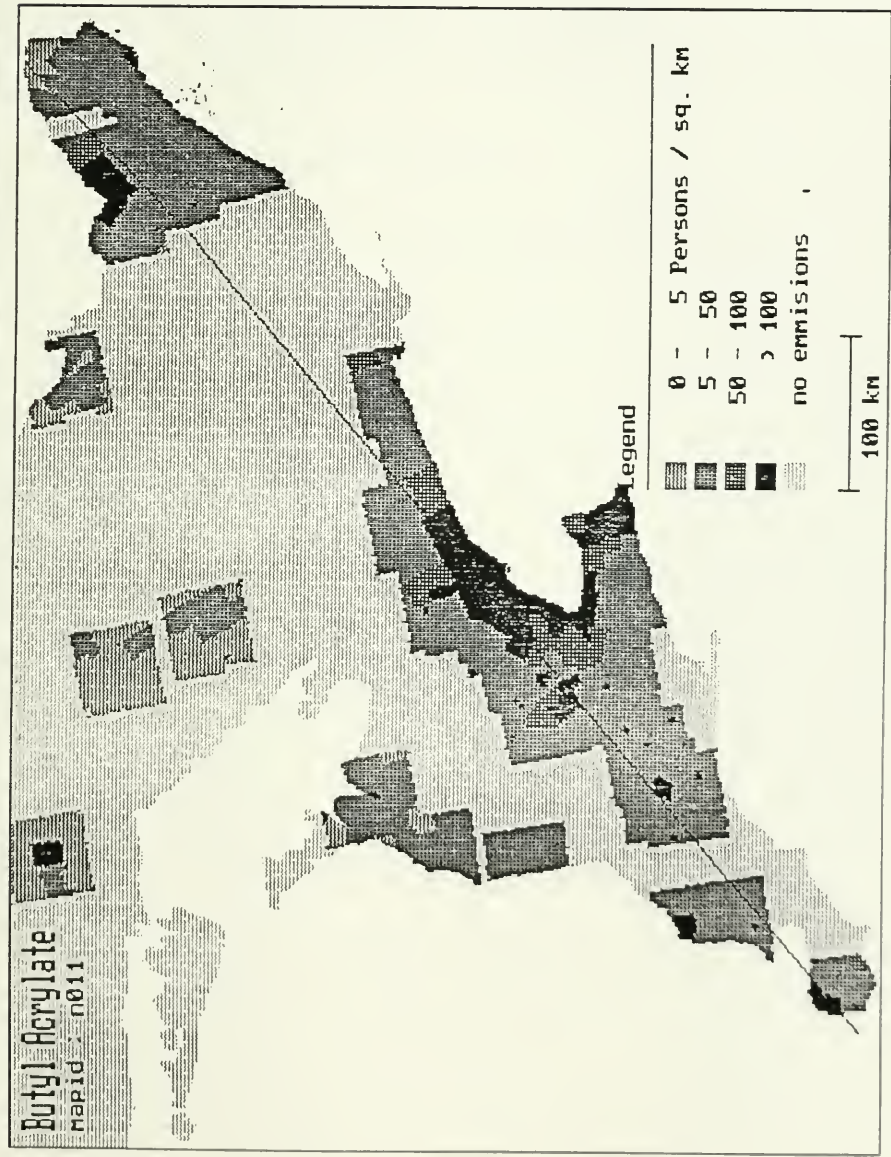 Butyl Acrylate
mapid : n011
Legend
0 - 5 Persons / sq. km
5 - 50
50 - 100
> 100
no emmisions
100 km